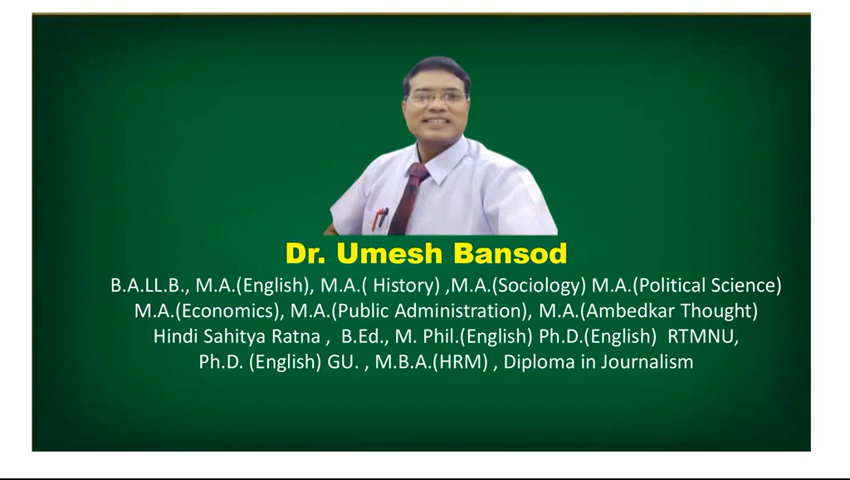 Dr. Umesh Bansod
B.A.LL.B., M.A.(English), M.A.( History) ,M.A.(Sociology) M.A.(Political Science)
M.A.(Economics), M.A.(Public Administration), M.A.(Ambedkar Thought)
Hindi Sahitya Ratna , B.Ed., M. Phil.(English) Ph.D.(English) RTMNU,
Ph.D. (English) GU. , M.B.A.(HRM) , Diploma in Journalism